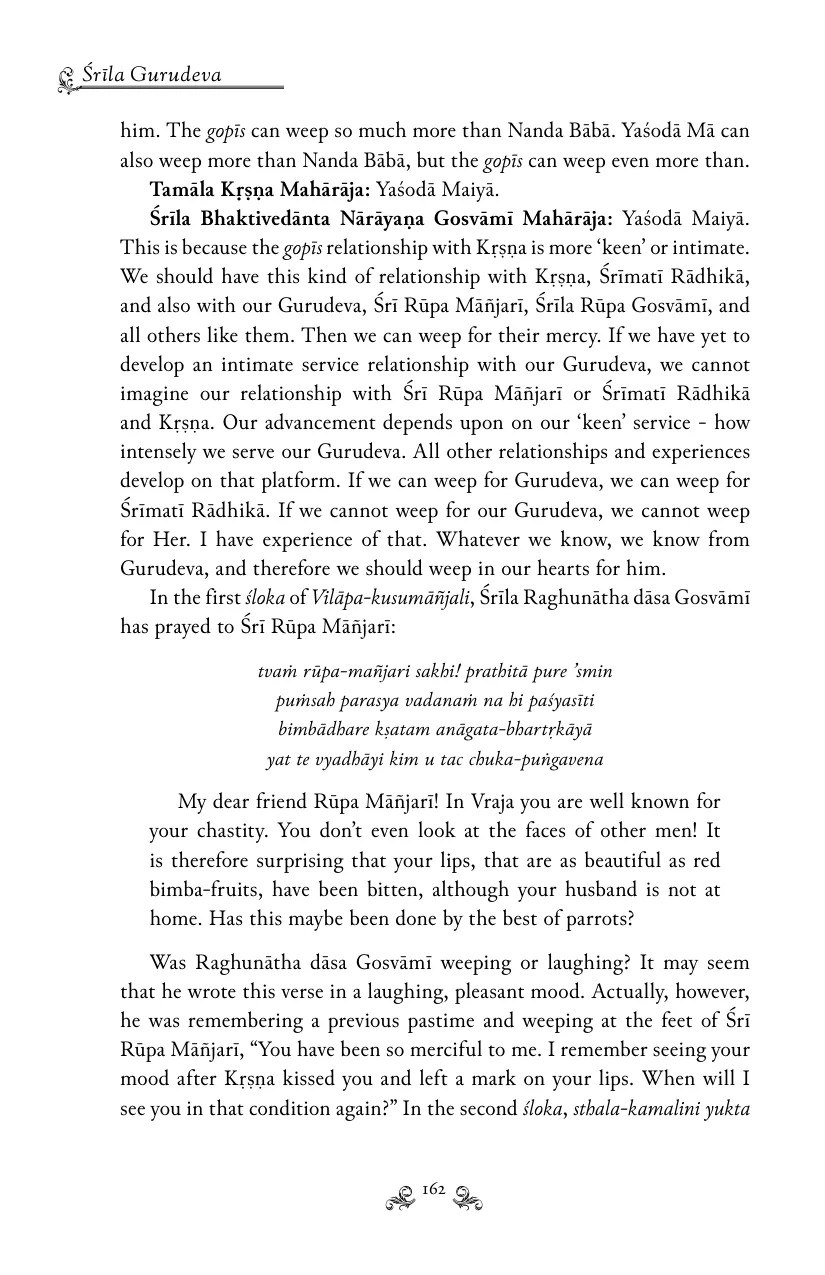 Śrīla Gurudeva
him. The gopīs can weep so much more than Nanda Bābā. Yaśodā Mā can
also weep more than Nanda Bābā, but the gopīs can weep even more than.
Tamāla Kṛṣṇa Mahārāja: Yaśodā Maiyā.
Śrīla Bhaktivedānta Nārāyaṇa Gosvāmī Mahārāja: Yaśodā Maiyā.
This is because the gopīs relationship with Kṛṣṇa is more ‘keen’ or intimate.
We should have this kind of relationship with Kṛṣṇa, Śrīmatī Rādhikā,
and also with our Gurudeva, Śrī Rūpa Māñjarī, Śrīla Rūpa Gosvāmī, and
all others like them. Then we can weep for their mercy. If we have yet to
develop an intimate service relationship with our Gurudeva, we cannot
imagine our relationship with Śrī Rūpa Māñjarī or Śrīmatī Rādhikā
and Kṛṣṇa. Our advancement depends upon on our ‘keen’ service - how
intensely we serve our Gurudeva. All other relationships and experiences
develop on that platform. If we can weep for Gurudeva, we can weep for
Śrīmatī Rādhikā. If we cannot weep for our Gurudeva, we cannot weep
for Her. I have experience of that. Whatever we know, we know from
Gurudeva, and therefore we should weep in our hearts for him.
In the first śloka of Vilāpa-kusumāñjali, Śrīla Raghunātha dāsa Gosvāmī
has prayed to Śrī Rūpa Māñjarī:
tvaṁ rūpa-mañjari sakhi! prathitā pure ’smin
puṁsah parasya vadanaṁ na hi paśyasīti
bimbādhare kṣatam anāgata-bhartṛkāyā
yat te vyadhāyi kim u tac chuka-puṅgavena
My dear friend Rūpa Māñjarī! In Vraja you are well known for
your chastity. You don’t even look at the faces of other men! It
is therefore surprising that your lips, that are as beautiful as red
bimba-fruits, have been bitten, although your husband is not at
home. Has this maybe been done by the best of parrots?
Was Raghunātha dāsa Gosvāmī weeping or laughing? It may seem
that he wrote this verse in a laughing, pleasant mood. Actually, however,
he was remembering a previous pastime and weeping at the feet of Śrī
Rūpa Māñjarī, “You have been so merciful to me. I remember seeing your
mood after Kṛṣṇa kissed you and left a mark on your lips. When will I
see you in that condition again?” In the second śloka, sthala-kamalini yukta
162